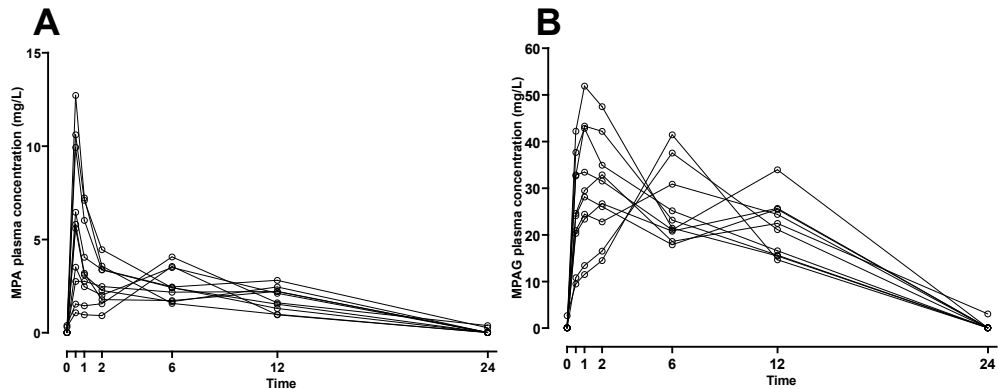 A
B
MPA plasma concentration (mg/L)
15
10
5
0
0 1 2 6 12 24
Time
MPAG plasma concentration (mg/L)
60
50
40
30
20
10
0
0 1 2 6 12 24
Time